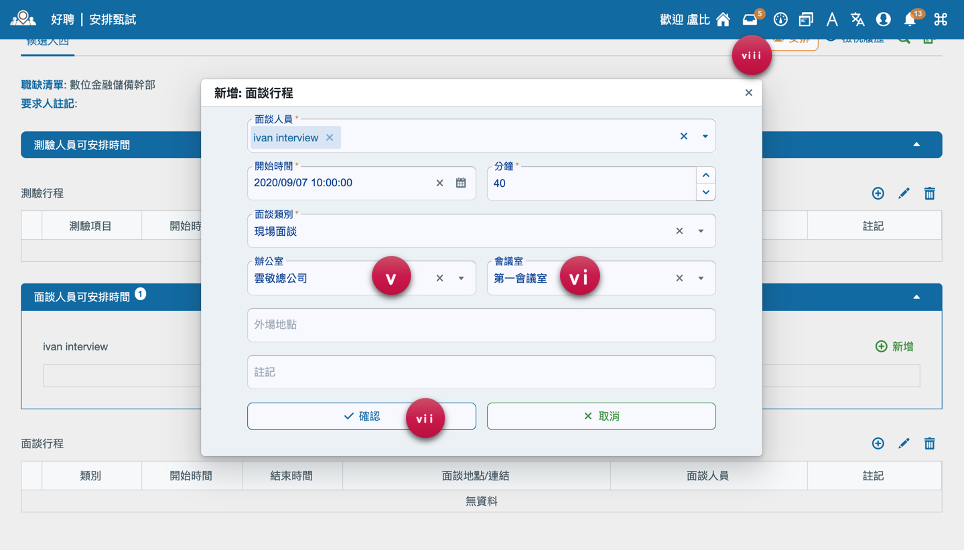 好聘 | 安排甄試
歡迎 盧比
5
13
候選人四
安排
檢視履歷
viii
職缺清單: 數位金融儲備幹部
要求人註記:
新增: 面談行程
面談人員 *
ivan interview
開始時間 *
2020/09/07 10:00:00
分鐘 *
40
面談類別 *
現場面談
辦公室
雲敬總公司
v
會議室
第一會議室
vi
外場地點
註記
確認
vii
取消
測驗人員可安排時間
測驗行程
測驗項目
開始時
註記
面談人員可安排時間 1
ivan interview
新增
面談行程
類別
開始時間
結束時間
面談地點/連結
面談人員
註記
無資料